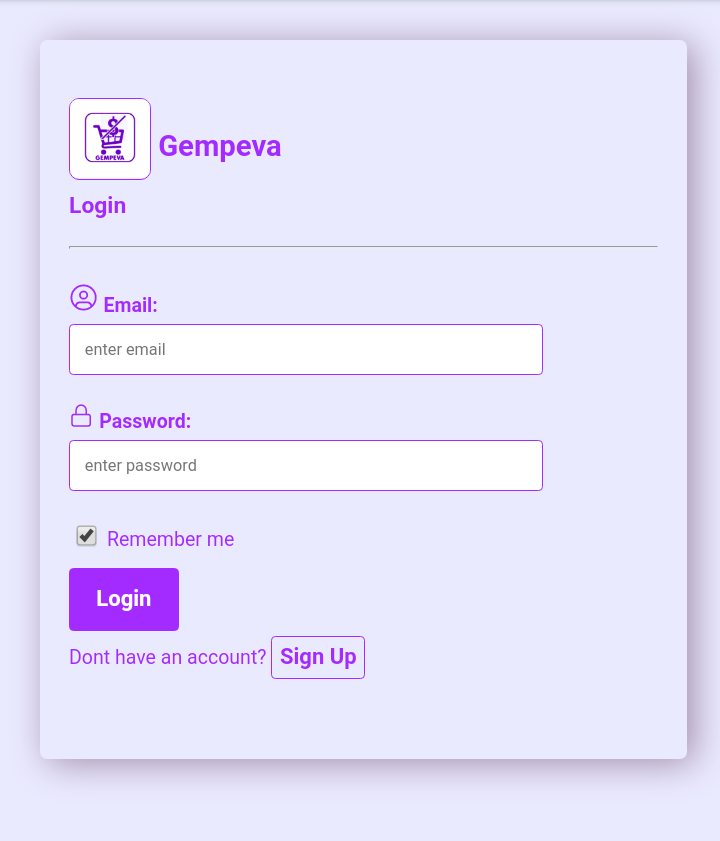 GEMPEVA
Gempeva
Login
Email:
enter email
Password:
enter password
Remember me
Login
Dont have an account? Sign Up